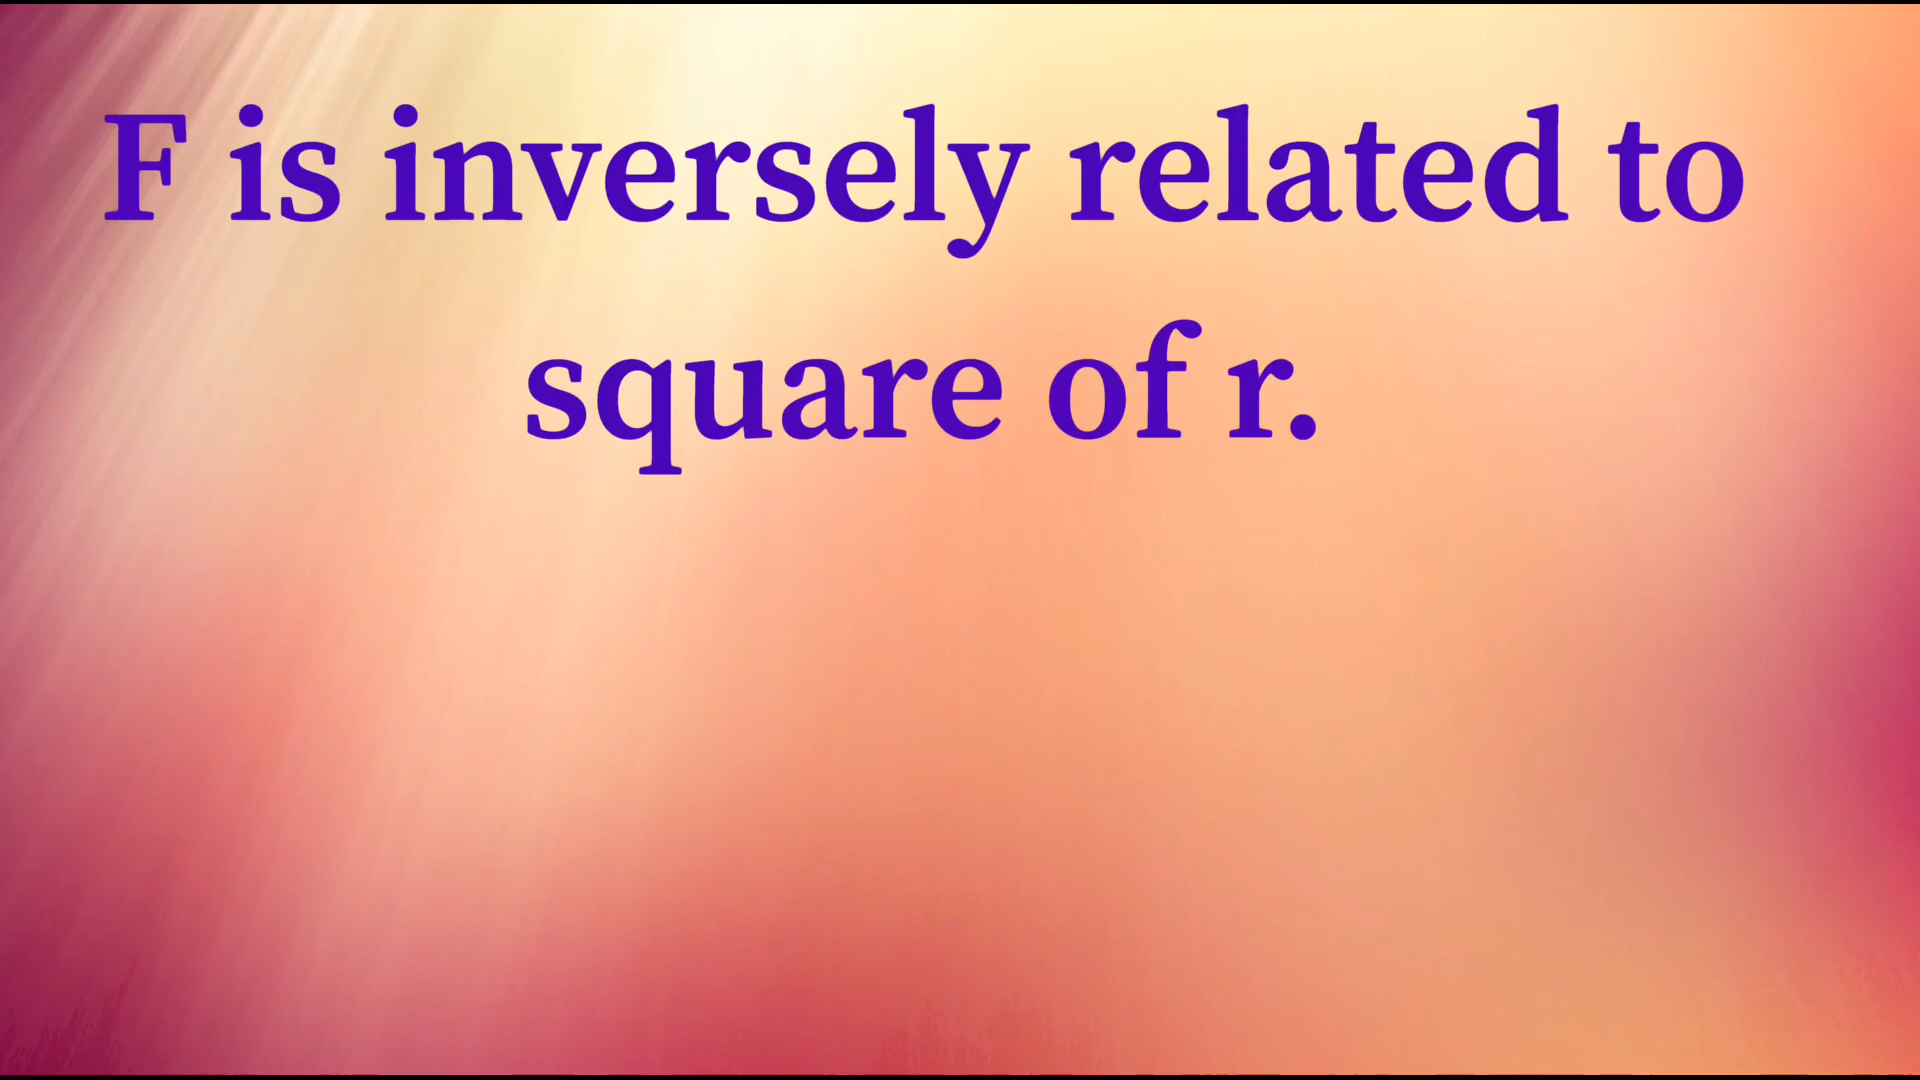 F is inversely related to
square of r.